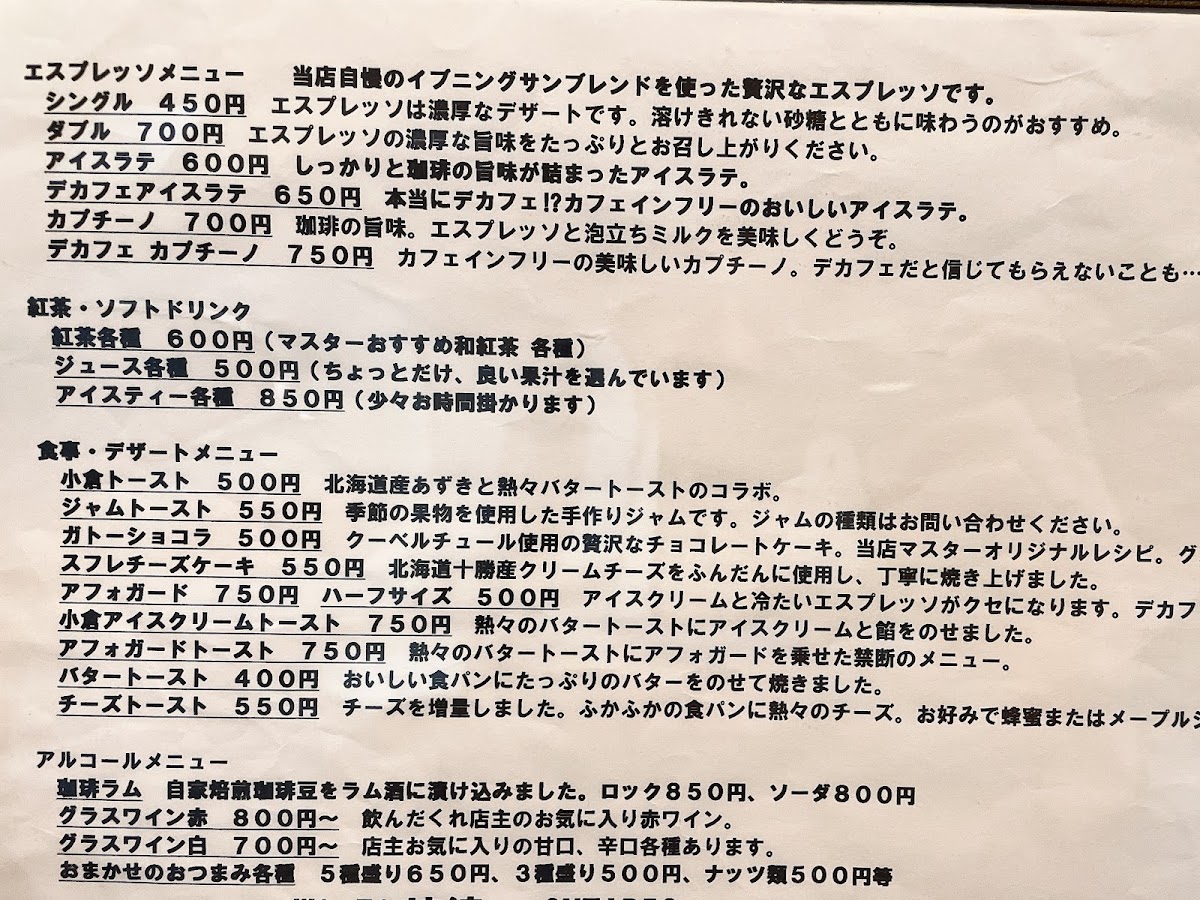 エスプレッソメニュー　当店自慢のイブニングサンブレンドを使った贅沢なエスプレッソです。
シングル　４５０円　エスプレッソは濃厚なデザートです。溶けきれない砂糖とともに味わうのがおすすめ。
ダブル　７００円　エスプレッソの濃厚な旨味をたっぷりとお召し上がりください。
アイスラテ　６００円　しっかりと珈琲の旨味が詰まったアイスラテ。
デカフェアイスラテ　６５０円　本当にデカフェ⁉カフェインフリーのおいしいアイスラテ。
カプチーノ　７００円　珈琲の旨味。エスプレッソと泡立ちミルクを美味しくどうぞ。
デカフェ カプチーノ　７５０円　カフェインフリーの美味しいカプチーノ。デカフェだと信じてもらえないことも…
紅茶・ソフトドリンク
紅茶各種　６００円（マスターおすすめ和紅茶 各種）
ジュース各種　５００円（ちょっとだけ、良い果汁を選んでいます）
アイスティー各種　８５０円（少々お時間掛かります）
食事・デザートメニュー
小倉トースト　５００円　北海道産あずきと熱々バタートーストのコラボ。
ジャムトースト　５５０円　季節の果物を使用した手作りジャムです。ジャムの種類はお問い合わせください。
ガトーショコラ　５００円　クーベルチュール使用の贅沢なチョコレートケーキ。当店マスターオリジナルレシピ。グ
スフレチーズケーキ　５５０円　北海道十勝産クリームチーズをふんだんに使用し、丁寧に焼き上げました。
アフォガード　７５０円　ハーフサイズ　５００円　アイスクリームと冷たいエスプレッソがクセになります。デカフ
小倉アイスクリームトースト　７５０円　熱々のバタートーストにアイスクリームと餡をのせました。
アフォガードトースト　７５０円　熱々のバタートーストにアフォガードを乗せた禁断のメニュー。
バタートースト　４００円　おいしい食パンにたっぷりのバターをのせて焼きました。
チーズトースト　５５０円　チーズを増量しました。ふかふかの食パンに熱々のチーズ。お好みで蜂蜜またはメープルシ
アルコールメニュー
珈琲ラム　自家焙煎珈琲豆をラム酒に漬け込みました。ロック８５０円、ソーダ８００円
グラスワイン赤　８００円～　飲んだくれ店主のお気に入り赤ワイン。
グラスワイン白　７００円～　店主お気に入りの甘口、辛口各種あります。
おまかせのおつまみ各種　５種盛り６５０円、３種盛り５００円、ナッツ類５００円等